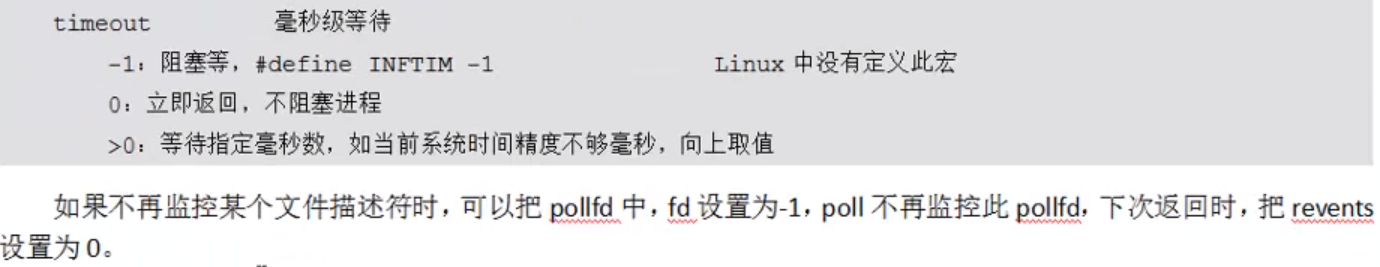 timeout 毫秒级等待
-1：阻塞等，#define INFTIM -1 Linux 中没有定义此宏
0：立即返回，不阻塞进程
>0：等待指定毫秒数，如当前系统时间精度不够毫秒，向上取值
如果不再监控某个文件描述符时，可以把 pollfd 中，fd 设置为-1，poll 不再监控此 pollfd，下次返回时，把 revents
设置为 0。